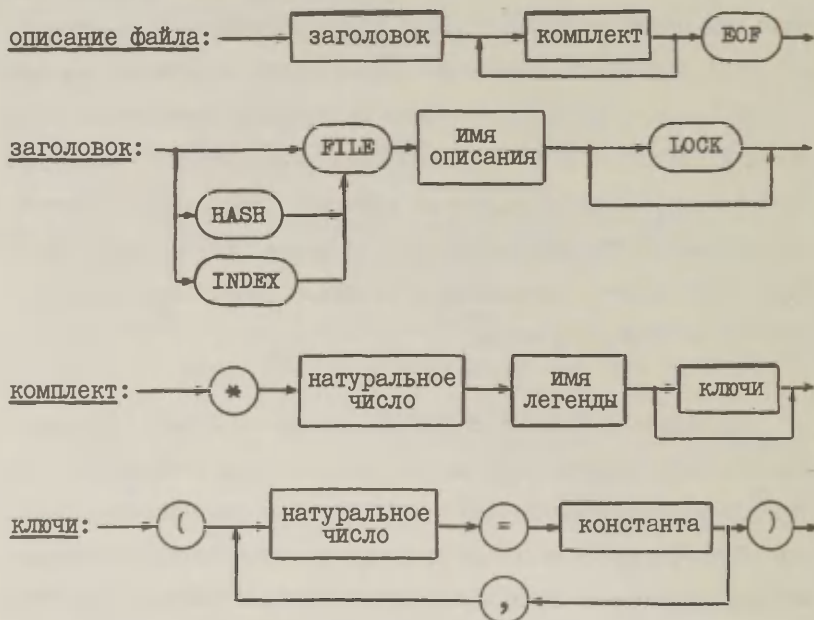 описание файла: заголовок комплект EOF
заголовок: FILE имя описания LOCK
HASH
INDEX
комплект: * натуральное число имя легенды ключи
ключи: ( натуральное число = константа )
,